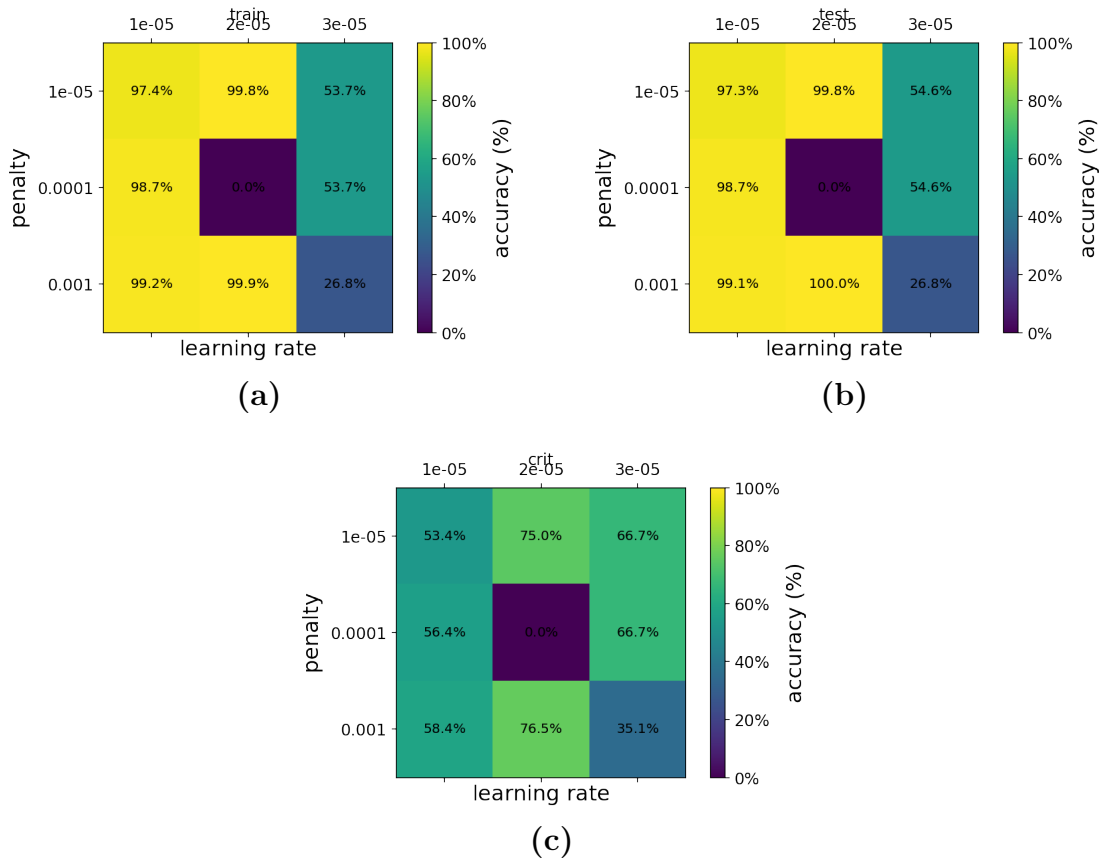 train test
1e-05 2e-05 3e-05 1e-05 2e-05 3e-05
100% 100%
1e-05 97.4% 99.8% 53.7% 1e-05 97.3% 99.8% 54.6%
80% 80%
penalty 0.0001 98.7% 0.0% 53.7% 60% accuracy (%) penalty 0.0001 98.7% 0.0% 54.6% 60% accuracy (%)
40% 40%
0.001 99.2% 99.9% 26.8% 20% 0.001 99.1% 100.0% 26.8% 20%
0% 0%
learning rate learning rate
(a) (b)
crit
1e-05 2e-05 3e-05
100%
1e-05 53.4% 75.0% 66.7%
80%
penalty 0.0001 56.4% 0.0% 66.7% 60% accuracy (%)
40%
0.001 58.4% 76.5% 35.1% 20%
0%
learning rate
(c)